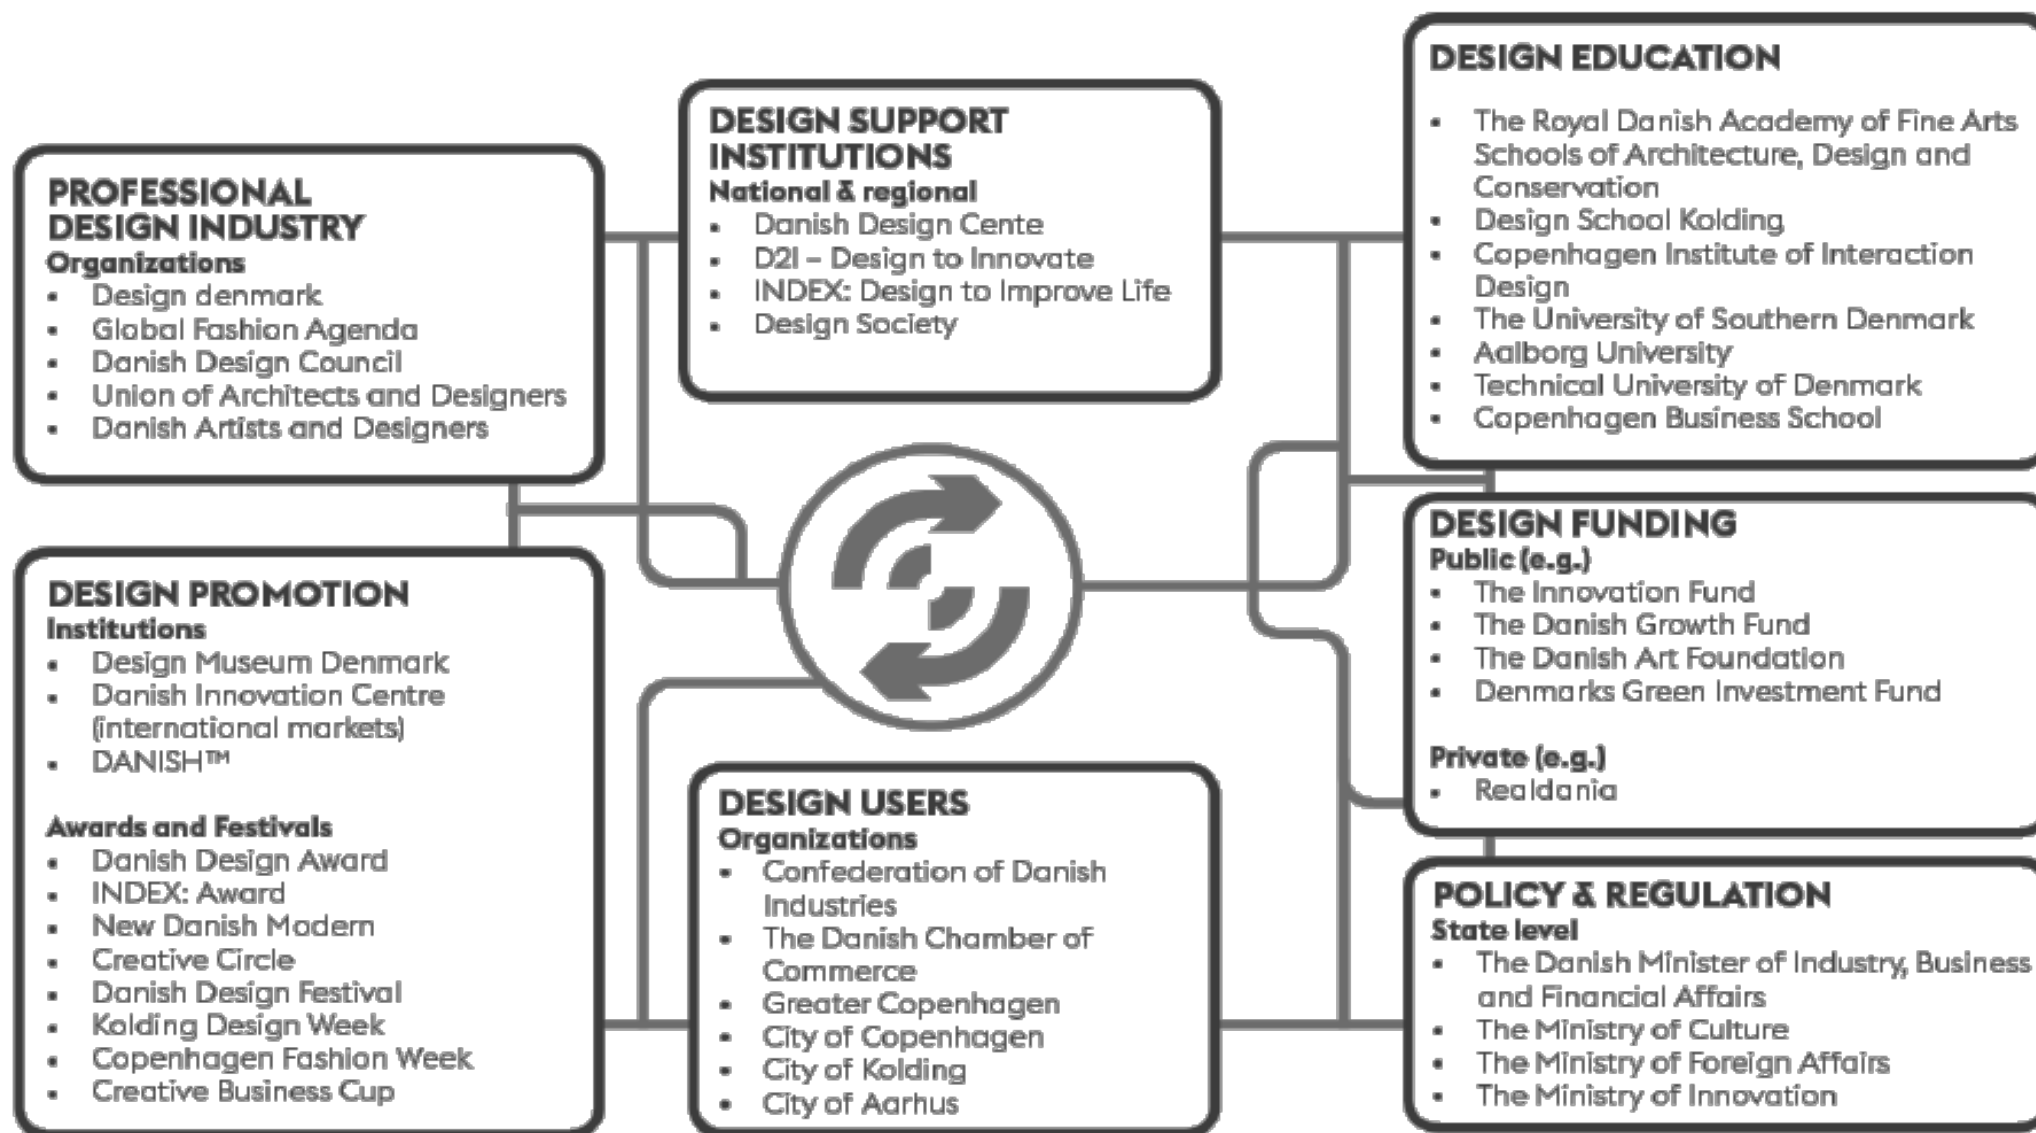 PROFESSIONAL
DESIGN INDUSTRY
Organizations
▪ Design denmark
▪ Global Fashion Agenda
▪ Danish Design Council
▪ Union of Architects and Designers
▪ Danish Artists and Designers
DESIGN SUPPORT
INSTITUTIONS
National & regional
▪ Danish Design Cente
▪ D2I – Design to Innovate
▪ INDEX: Design to Improve Life
▪ Design Society
DESIGN EDUCATION
▪ The Royal Danish Academy of Fine Arts
Schools of Architecture, Design and
Conservation
▪ Design School Kolding
▪ Copenhagen Institute of Interaction
Design
▪ The University of Southern Denmark
▪ Aalborg University
▪ Technical University of Denmark
▪ Copenhagen Business School
DESIGN PROMOTION
Institutions
▪ Design Museum Denmark
▪ Danish Innovation Centre
(international markets)
▪ DANISH™
Awards and Festivals
▪ Danish Design Award
▪ INDEX: Award
▪ New Danish Modern
▪ Creative Circle
▪ Danish Design Festival
▪ Kolding Design Week
▪ Copenhagen Fashion Week
▪ Creative Business Cup
DESIGN USERS
Organizations
• Confederation of Danish
Industries
• The Danish Chamber of
Commerce
• Greater Copenhagen
• City of Copenhagen
• City of Kolding
• City of Aarhus
DESIGN FUNDING
Public (e.g.)
▪ The Innovation Fund
▪ The Danish Growth Fund
▪ The Danish Art Foundation
▪ Denmarks Green Investment Fund
Private (e.g.)
▪ Realdania
POLICY & REGULATION
State level
• The Danish Minister of Industry, Business
and Financial Affairs
• The Ministry of Culture
• The Ministry of Foreign Affairs
• The Ministry of Innovation